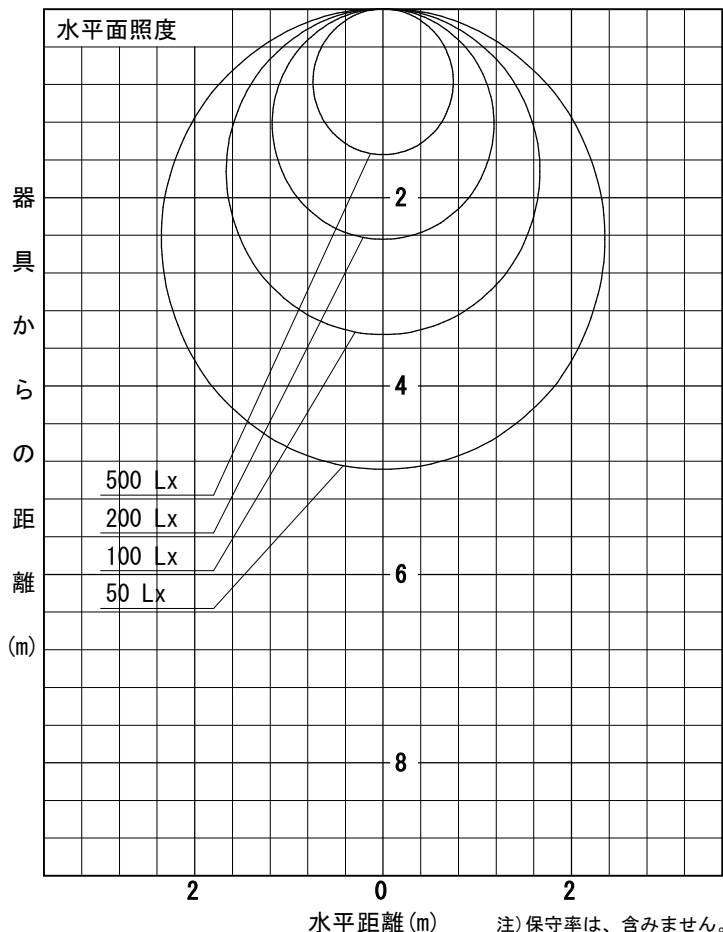 水平面照度
器具からの距離(m)
2
4
6
8
500 Lx
200 Lx
100 Lx
50 Lx
2
0
2
水平距離(m)
注)保守率は、含みません。